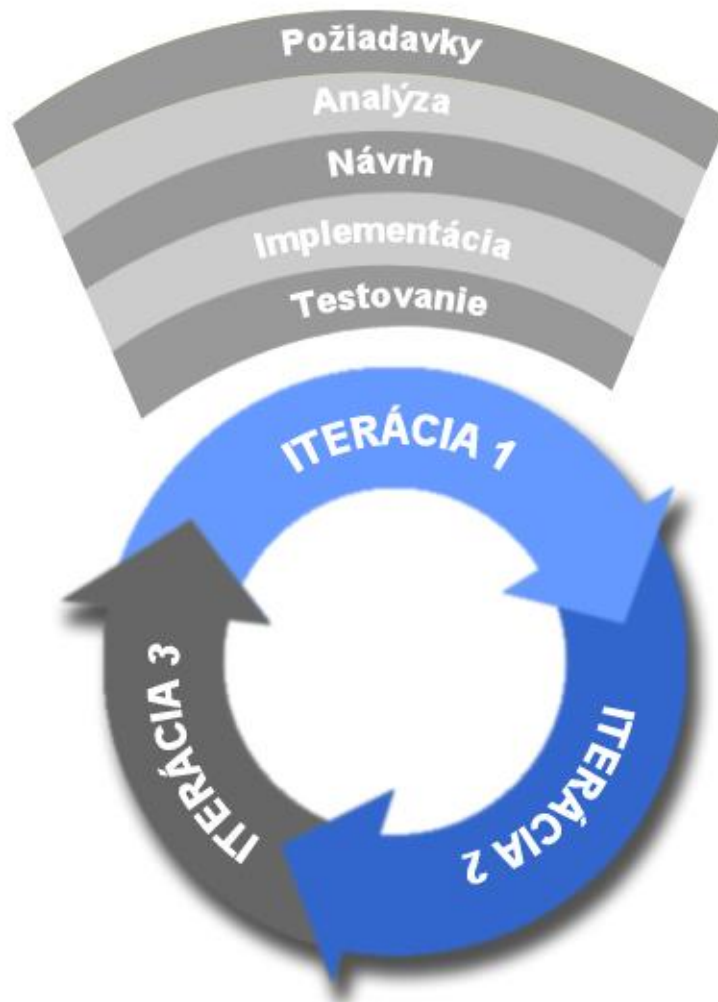 Požiadavky
Analýza
Návrh
Implementácia
Testovanie
ITERÁCIA 1
ITERÁCIA 2
ITERÁCIA 3